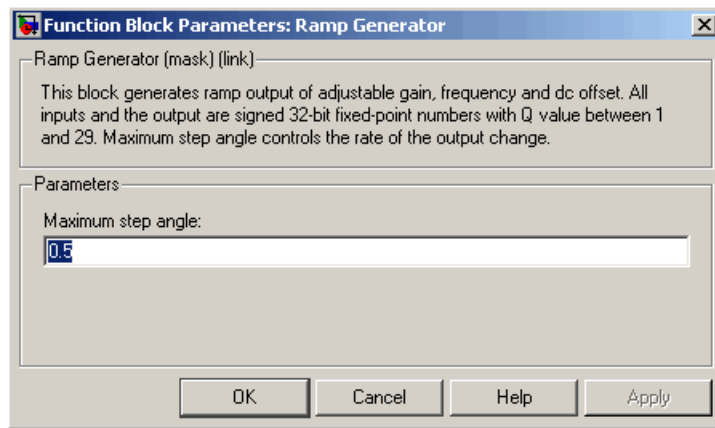 Function Block Parameters: Ramp Generator
Ramp Generator (mask) (link)
This block generates ramp output of adjustable gain, frequency and dc offset. All
inputs and the output are signed 32-bit fixed-point numbers with Q value between 1
and 29. Maximum step angle controls the rate of the output change.
Parameters
Maximum step angle:
0.5
OK Cancel Help Apply